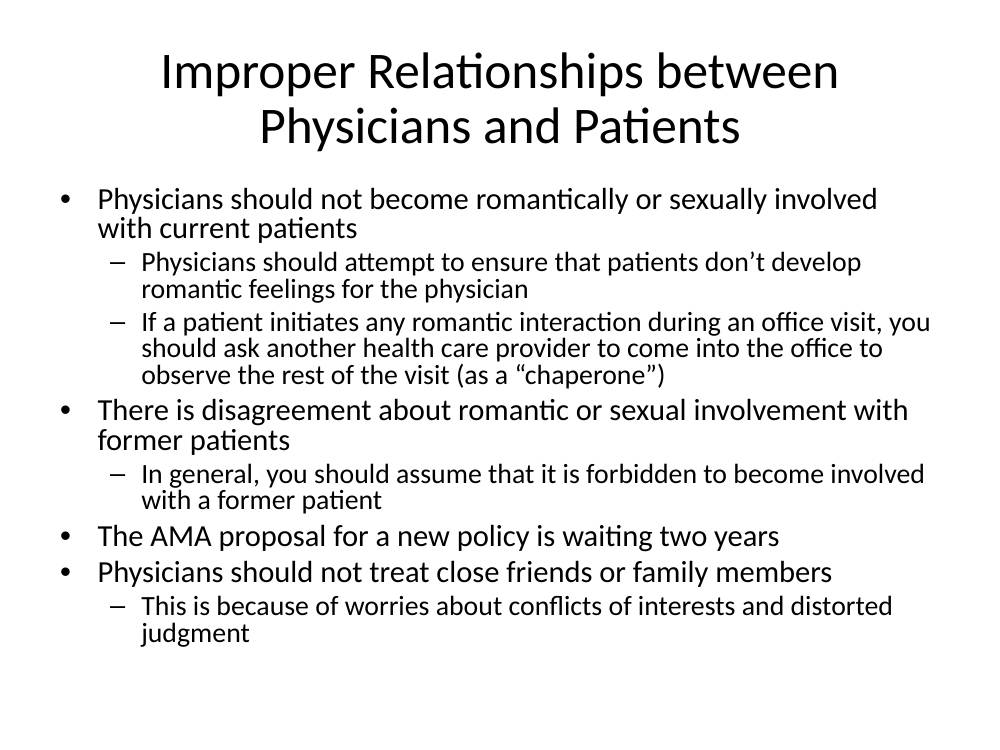 Improper Relationships between
Physicians and Patients
• Physicians should not become romantically or sexually involved
with current patients
– Physicians should attempt to ensure that patients don’t develop
romantic feelings for the physician
– If a patient initiates any romantic interaction during an office visit, you
should ask another health care provider to come into the office to
observe the rest of the visit (as a “chaperone”)
• There is disagreement about romantic or sexual involvement with
former patients
– In general, you should assume that it is forbidden to become involved
with a former patient
• The AMA proposal for a new policy is waiting two years
• Physicians should not treat close friends or family members
– This is because of worries about conflicts of interests and distorted
judgment